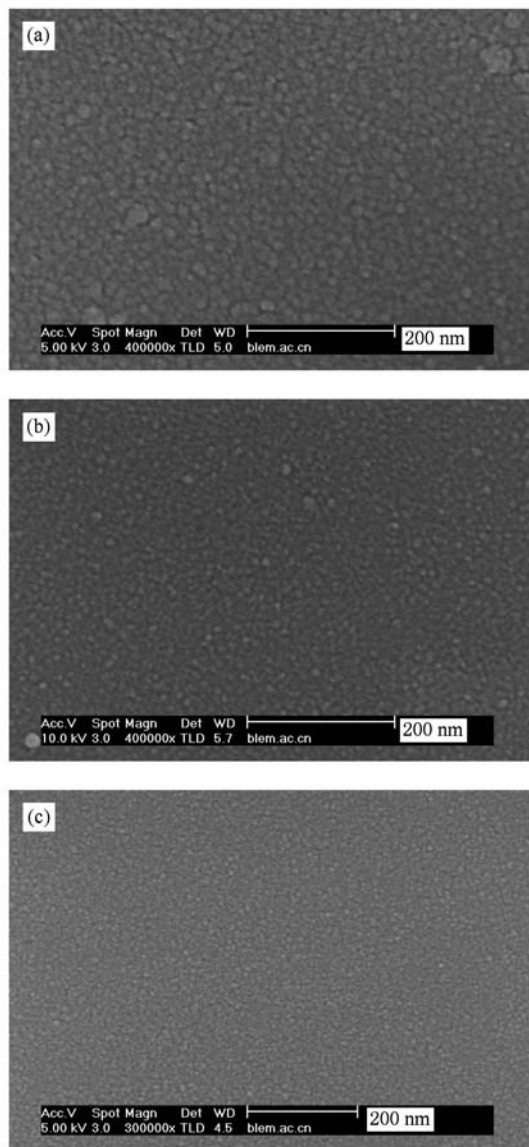 (a)
Acc.V Spot Magn Det WD
5.00 kV 3.0 400000x TLD 5.0 blem.ac.cn
200 nm
(b)
Acc.V Spot Magn Det WD
10.0 kV 3.0 400000x TLD 5.7 blem.ac.cn
200 nm
(c)
Acc.V Spot Magn Det WD
5.00 kV 3.0 300000x TLD 4.5 blem.ac.cn
200 nm